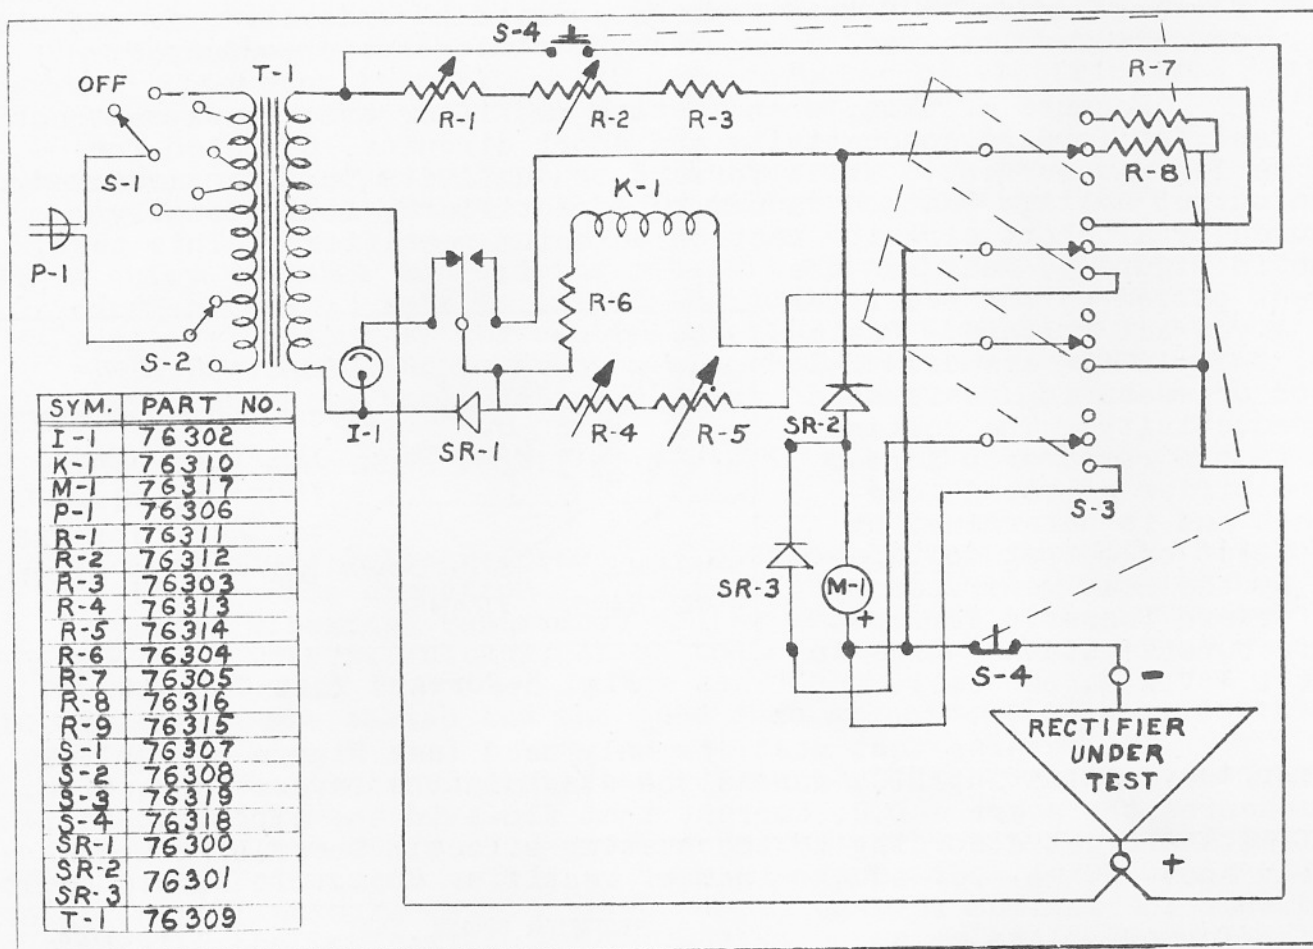 S-4
OFF
T-1
R-7
R-1
R-2
R-3
S-1
R-8
K-1
P-1
R-6
S-2
I-1
SR-1
R-4
R-5
SR-2
S-3
SR-3
M-1
+
S-4
-
RECTIFIER
UNDER
TEST
+
SYM. PART NO.
I-1 76302
K-1 76310
M-1 76317
P-1 76306
R-1 76311
R-2 76312
R-3 76303
R-4 76313
R-5 76314
R-6 76304
R-7 76305
R-8 76316
R-9 76315
S-1 76307
S-2 76308
S-3 76319
S-4 76318
SR-1 76300
SR-2
76301
SR-3
T-1 76309